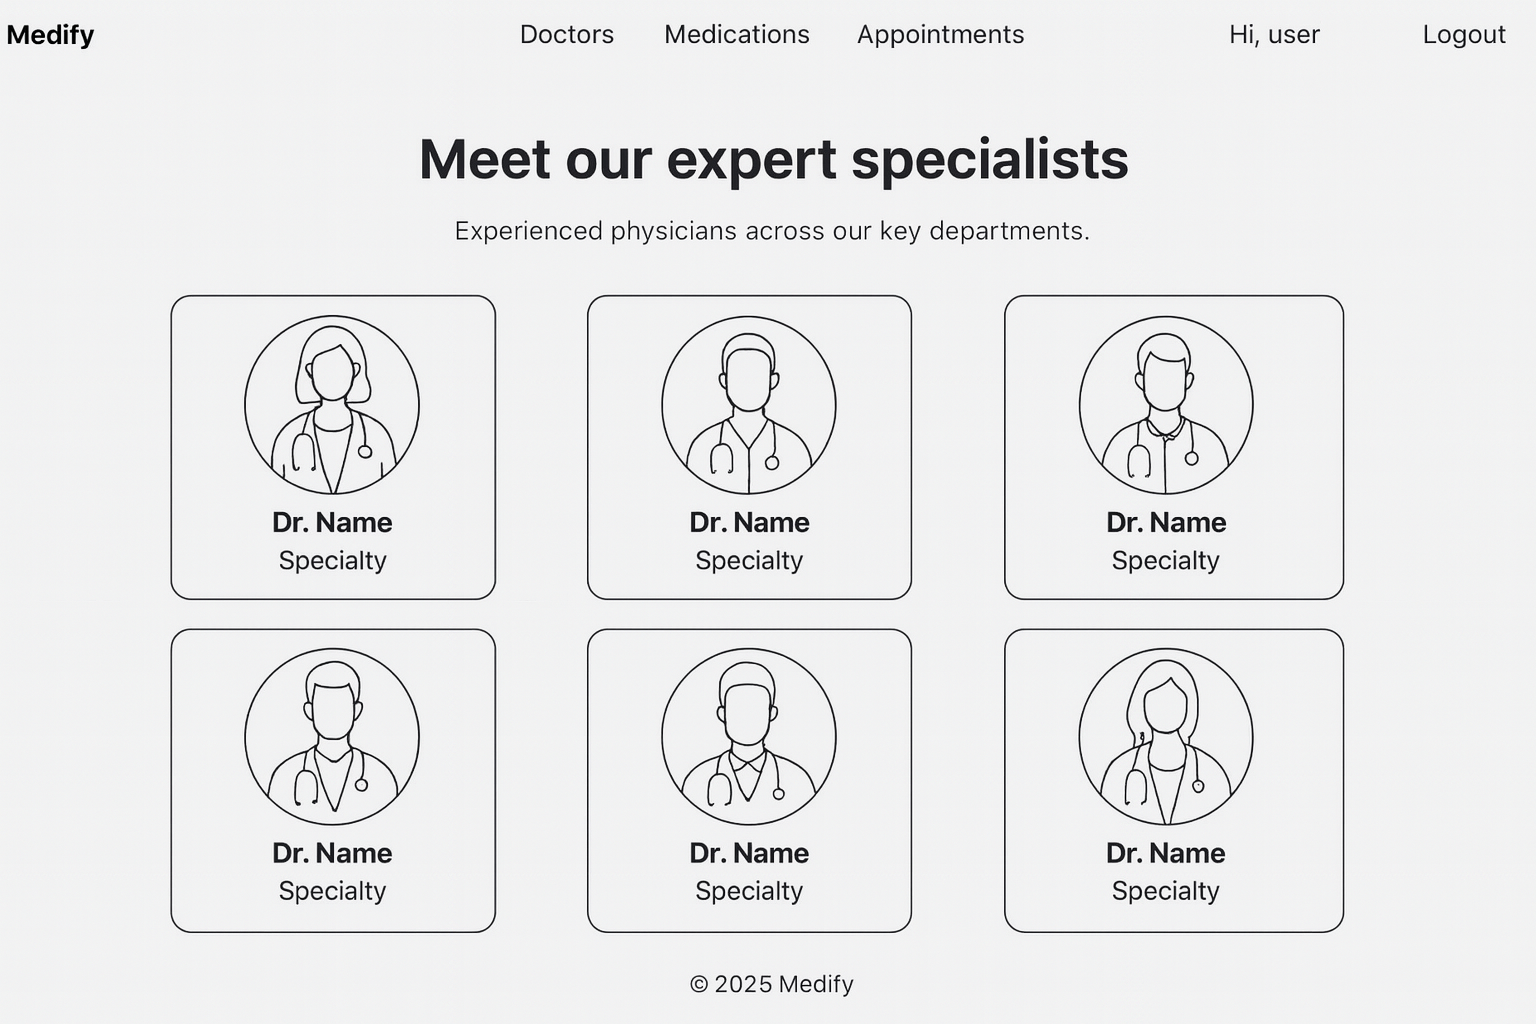 Medify Doctors Medications Appointments Hi, user Logout
Meet our expert specialists
Experienced physicians across our key departments.
Dr. Name
Specialty
Dr. Name
Specialty
Dr. Name
Specialty
Dr. Name
Specialty
Dr. Name
Specialty
Dr. Name
Specialty
© 2025 Medify